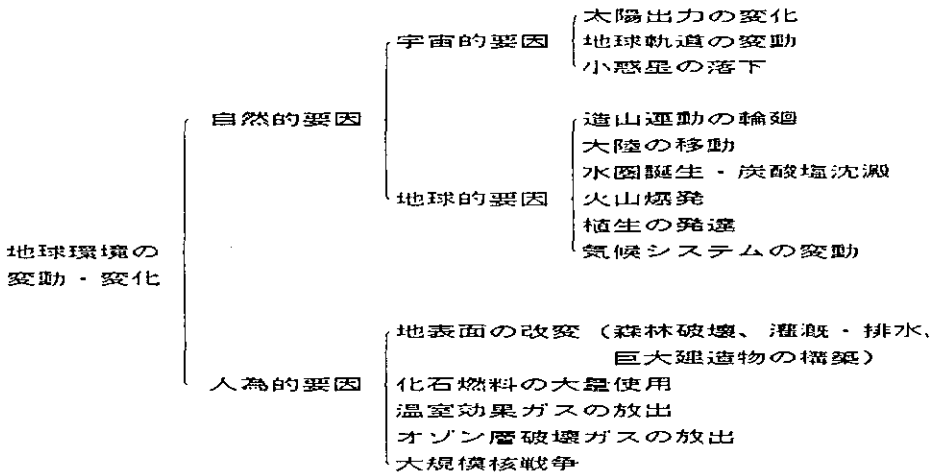 太陽出力の変化
宇宙的要因
地球軌道の変動
小惑星の落下
自然的要因
造山運動の輪廻
大陸の移動
水圏誕生・炭酸塩沈澱
地球的要因
火山爆発
植生の発達
気候システムの変動
地球環境の
変動・変化
地表面の改変(森林破壊、灌漑・排水、
巨大建造物の構築)
人為的要因
化石燃料の大量使用
温室効果ガスの放出
オゾン層破壊ガスの放出
大規模核戦争